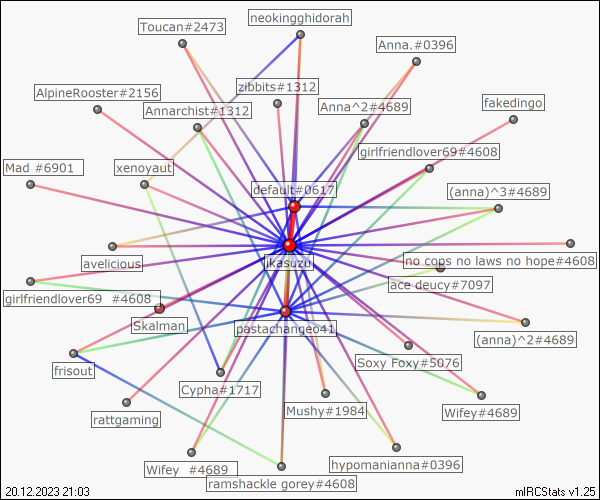 neokingghidorah
Toucan#2473
Anna.#0396
zibbits#1312
AlpineRooster#2156
Annarchist#1312
Anna^2#4689
fakedingo
girlfriendlover69#4608
Mad #6901
xenoyaut
default#0617
(anna)^3#4689
avelicious
ikasuzu
no cops no laws no hope#4608
ace deucy#7097
girlfriendlover69 #4608
Skalman
pastachangeo41
(anna)^2#4689
frisout
Cypha#1717
Soxy Foxy#5076
rattgaming
Mushy#1984
Wifey#4689
Wifey #4689
hypomanianna#0396
ramshackle gorey#4608
20.12.2023 21:03
mIRCStats v1.25